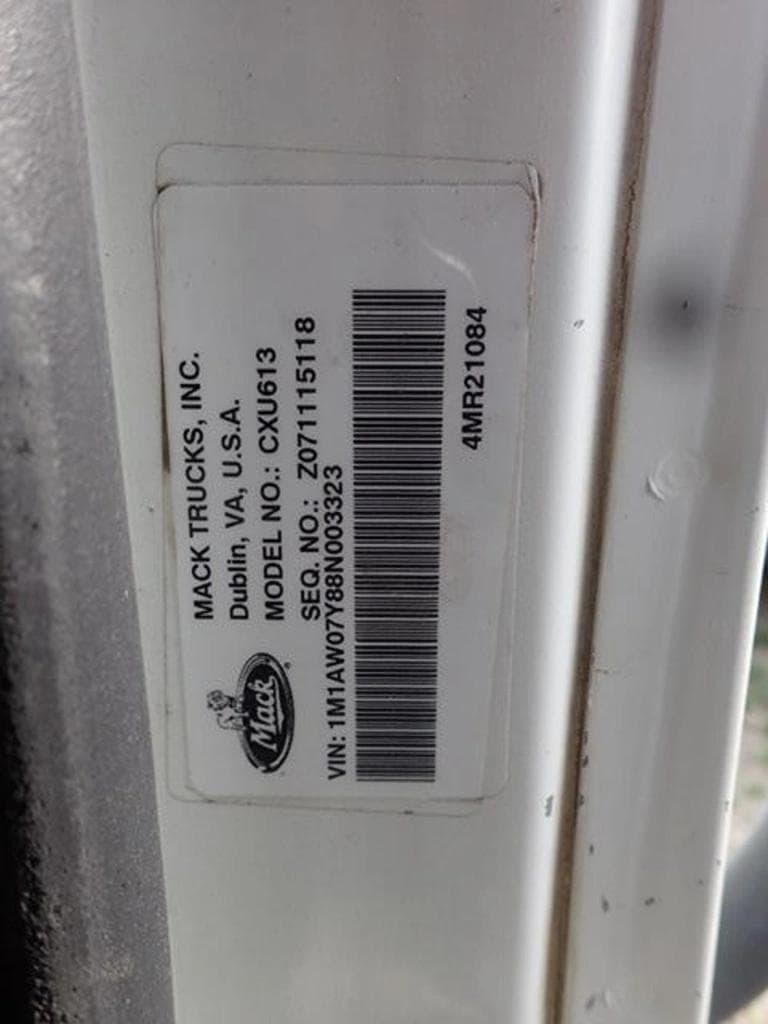 MACK TRUCKS, INC.
Dublin, VA, U.S.A.
MODEL NO.: CXU613
SEQ. NO.: Z071115118
Mack
VIN: 1M1AW07Y88N003323
4MR21084